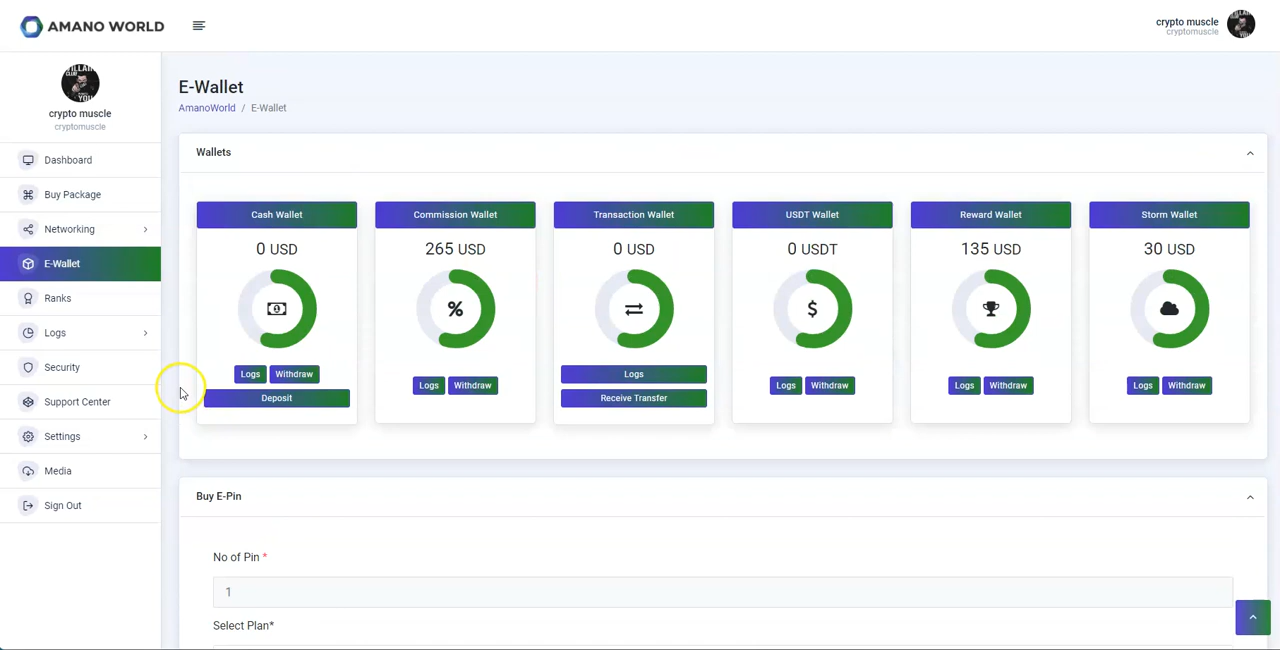 AMANO WORLD
crypto muscle
cryptomuscle
crypto muscle
cryptomuscle
Dashboard
Buy Package
Networking
E-Wallet
Ranks
Logs
Security
Support Center
Settings
Media
Sign Out
E-Wallet
AmanoWorld / E-Wallet
Wallets
Cash Wallet
0 USD
Logs Withdraw
Deposit
Commission Wallet
265 USD
Logs Withdraw
Transaction Wallet
0 USD
Logs
Receive Transfer
USDT Wallet
0 USDT
Logs Withdraw
Reward Wallet
135 USD
Logs Withdraw
Storm Wallet
30 USD
Logs Withdraw
Buy E-Pin
No of Pin *
1
Select Plan*